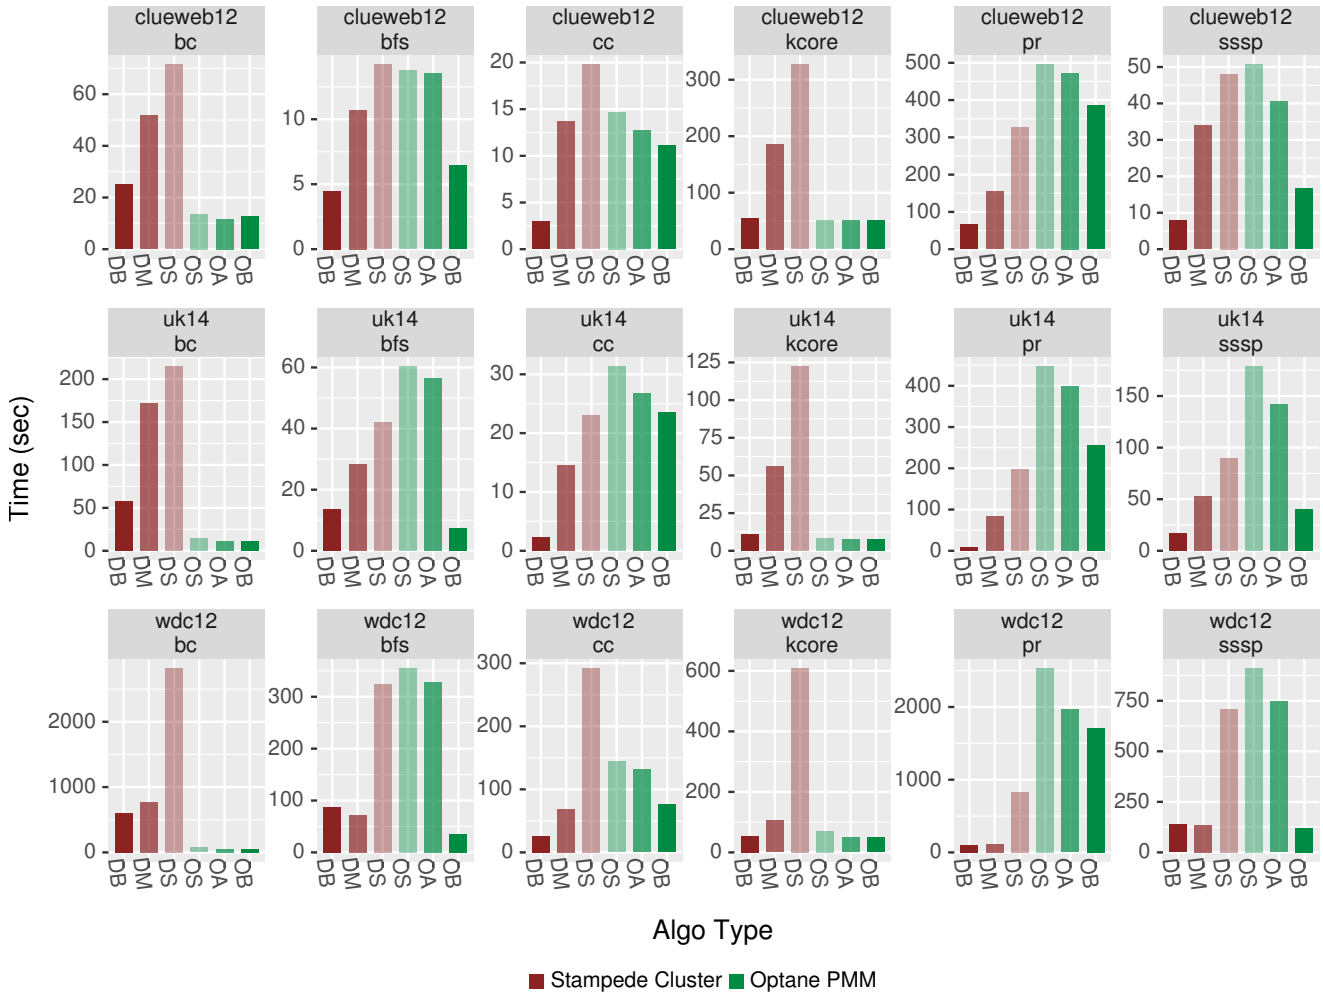 clueweb12 clueweb12 clueweb12 clueweb12 clueweb12 clueweb12
bc bfs cc kcore pr sssp
60 40 20 0
10 5 0
20 15 10 5 0
300 200 100 0
500 400 300 200 100 0
50 40 30 20 10 0
DB DM DS OS OA OB DB DM DS OS OA OB DB DM DS OS OA OB DB DM DS OS OA OB DB DM DS OS OA OB DB DM DS OS OA OB
uk14 uk14 uk14 uk14 uk14 uk14
bc bfs cc kcore pr sssp
200 150 100 50 0
60 40 20 0
30 20 10 0
125 100 75 50 25 0
400 300 200 100 0
150 100 50 0
DB DM DS OS OA OB DB DM DS OS OA OB DB DM DS OS OA OB DB DM DS OS OA OB DB DM DS OS OA OB DB DM DS OS OA OB
wdc12 wdc12 wdc12 wdc12 wdc12 wdc12
bc bfs cc kcore pr sssp
2000 1000 0
300 200 100 0
300 200 100 0
600 400 200 0
2000 1000 0
750 500 250 0
DB DM DS OS OA OB DB DM DS OS OA OB DB DM DS OS OA OB DB DM DS OS OA OB DB DM DS OS OA OB DB DM DS OS OA OB
Time (sec)
Algo Type
Stampede Cluster Optane PMM